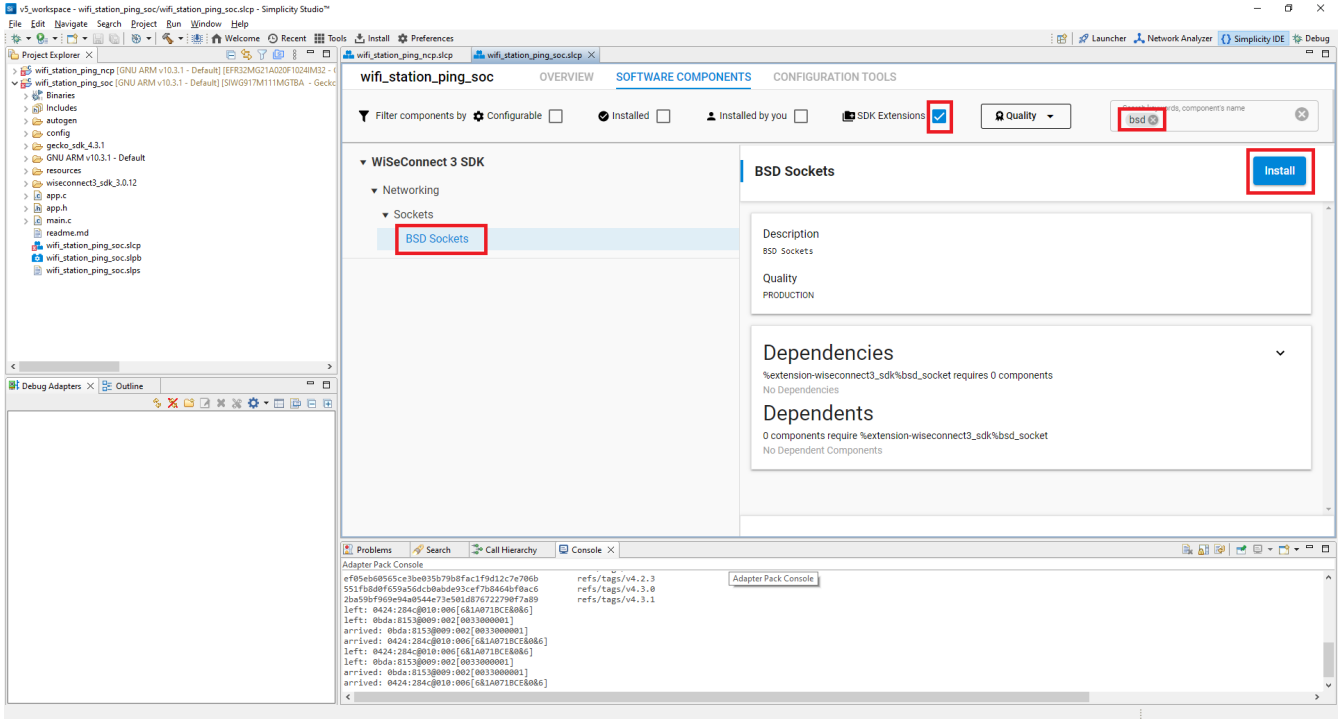 v5_workspace - wifi_station_ping_soc/wifi_station_ping_soc.slcp - Simplicity Studio™
File Edit Navigate Search Project Run Window Help
Welcome Recent Tools Install Preferences
Launcher Network Analyzer {} Simplicity IDE Debug
Project Explorer
wifi_station_ping_ncp [GNU ARM v10.3.1 - Default] [EFR32MG21A020F1024IM32 - (
wifi_station_ping_soc [GNU ARM v10.3.1 - Default] [SIWG917M111MGTBA - Gecko
Binaries
Includes
autogen
config
gecko_sdk_4.3.1
GNU ARM v10.3.1 - Default
resources
wiseconnect3_sdk_3.0.12
app.c
app.h
main.c
readme.md
wifi_station_ping_soc.slcp
wifi_station_ping_soc.slpb
wifi_station_ping_soc.slps
Debug Adapters Outline
wifi_station_ping_ncp.slcp wifi_station_ping_soc.slcp
wifi_station_ping_soc OVERVIEW SOFTWARE COMPONENTS CONFIGURATION TOOLS
Filter components by Configurable Installed Installed by you SDK Extensions Quality
Search keywords, component's name
bsd
WiSeConnect 3 SDK
Networking
Sockets
BSD Sockets
BSD Sockets
Install
Description
BSD Sockets
Quality
PRODUCTION
Dependencies
%extension-wiseconnect3_sdk%bsd_socket requires 0 components
No Dependencies
Dependents
0 components require %extension-wiseconnect3_sdk%bsd_socket
No Dependent Components
Problems Search Call Hierarchy Console
Adapter Pack Console
ef05eb60565ce3be035b79b8fac1f9d12c7e706b refs/tags/v4.2.3
551fb8d0f659a56dcb0abde93cef7b8464bf0ac6 refs/tags/v4.3.0
2ba59bf969e94a0544e73e501d876722790f7a89 refs/tags/v4.3.1
Adapter Pack Console
left: 0424:284c@010:006[6&1A071BCE&0&6]
left: 0bda:8153@009:002[0033000001]
arrived: 0bda:8153@009:002[0033000001]
arrived: 0424:284c@010:006[6&1A071BCE&0&6]
left: 0424:284c@010:006[6&1A071BCE&0&6]
left: 0bda:8153@009:002[0033000001]
arrived: 0bda:8153@009:002[0033000001]
arrived: 0424:284c@010:006[6&1A071BCE&0&6]